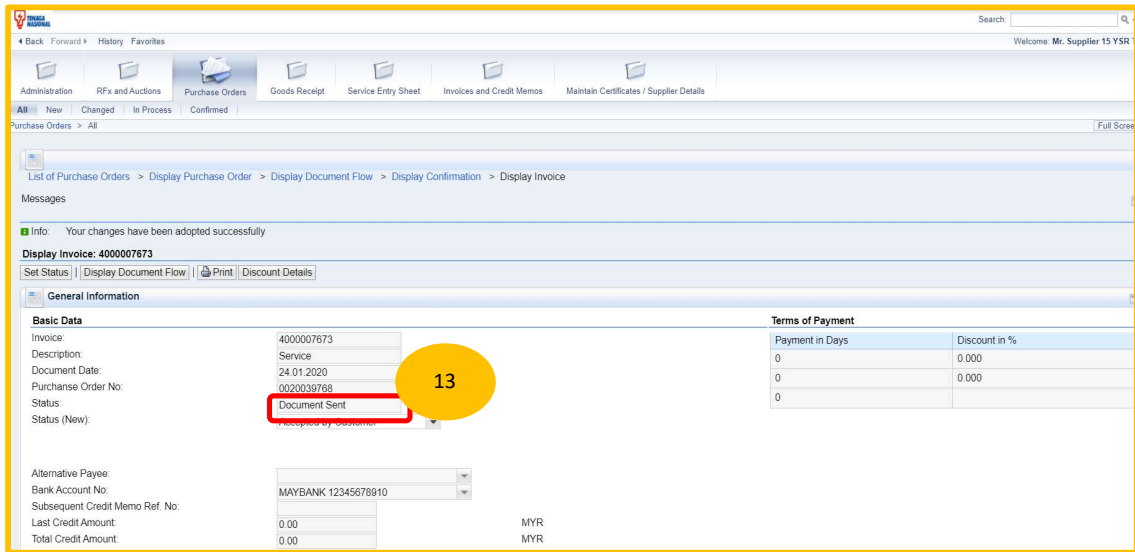 TENAGA
NASIONAL
Search:
Back Forward History Favorites
Welcome: Mr. Supplier 15 YSR
Administration RFx and Auctions Purchase Orders Goods Receipt Service Entry Sheet Invoices and Credit Memos Maintain Certificates / Supplier Details
All New Changed In Process Confirmed
Purchase Orders > All Full Scree
List of Purchase Orders > Display Purchase Order > Display Document Flow > Display Confirmation > Display Invoice
Messages
Info: Your changes have been adopted successfully
Display Invoice: 4000007673
Set Status | Display Document Flow | Print Discount Details
General Information
Basic Data Terms of Payment
Invoice: 4000007673 Payment in Days Discount in %
Description: Service 0 0.000
Document Date: 24.01.2020 0 0.000
Purchanse Order No: 0020039768 13
Status: Document Sent 0
Status (New): Accepted by Customer
Alternative Payee:
Bank Account No: MAYBANK 12345678910
Subsequent Credit Memo Ref. No:
Last Credit Amount: 0.00 MYR
Total Credit Amount: 0.00 MYR